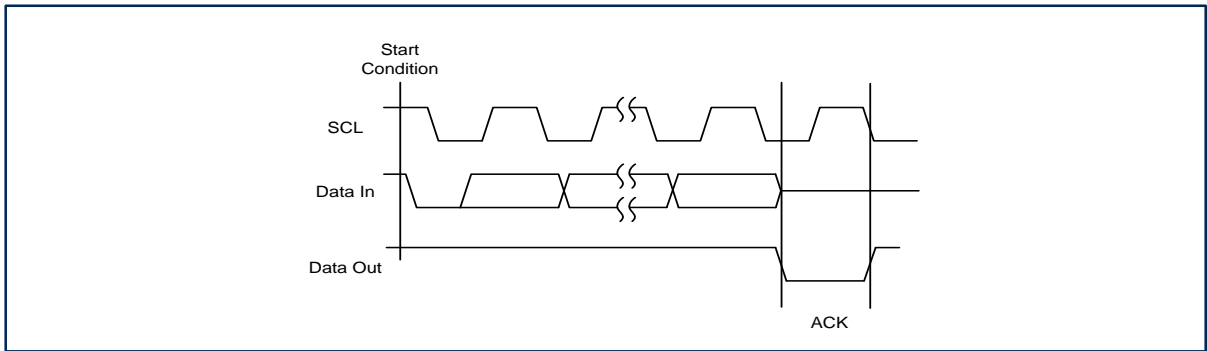 Start
Condition
SCL
Data In
Data Out
ACK